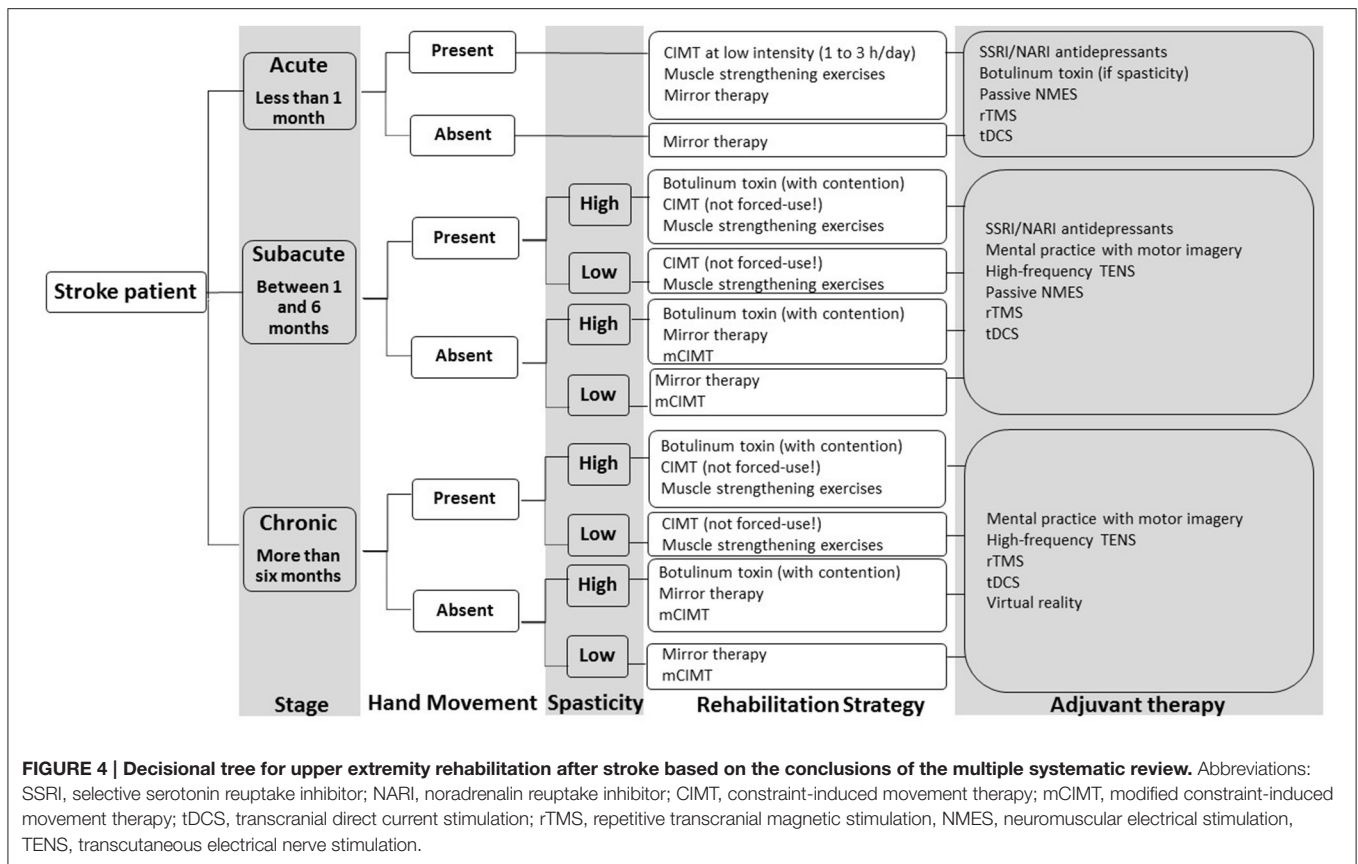 Stroke patient
Acute
Less than 1
month
Present
CIMT at low intensity (1 to 3 h/day)
Muscle strengthening exercises
Mirror therapy
Absent
Mirror therapy
SSRI/NARI antidepressants
Botulinum toxin (if spasticity)
Passive NMES
rTMS
tDCS
Subacute
Between 1
and 6
months
Present
High
Botulinum toxin (with contention)
CIMT (not forced-use!)
Muscle strengthening exercises
Low
CIMT (not forced-use!)
Muscle strengthening exercises
Absent
High
Botulinum toxin (with contention)
Mirror therapy
mCIMT
Low
Mirror therapy
mCIMT
SSRI/NARI antidepressants
Mental practice with motor imagery
High-frequency TENS
Passive NMES
rTMS
tDCS
Chronic
More than
six months
Present
High
Botulinum toxin (with contention)
CIMT (not forced-use!)
Muscle strengthening exercises
Low
CIMT (not forced-use!)
Muscle strengthening exercises
Absent
High
Botulinum toxin (with contention)
Mirror therapy
mCIMT
Low
Mirror therapy
mCIMT
Mental practice with motor imagery
High-frequency TENS
rTMS
tDCS
Virtual reality
Stage
Hand Movement
Spasticity
Rehabilitation Strategy
Adjuvant therapy
FIGURE 4 | Decisional tree for upper extremity rehabilitation after stroke based on the conclusions of the multiple systematic review. Abbreviations:
SSRI, selective serotonin reuptake inhibitor; NARI, noradrenalin reuptake inhibitor; CIMT, constraint-induced movement therapy; mCIMT, modified constraint-induced
movement therapy; tDCS, transcranial direct current stimulation; rTMS, repetitive transcranial magnetic stimulation, NMES, neuromuscular electrical stimulation,
TENS, transcutaneous electrical nerve stimulation.